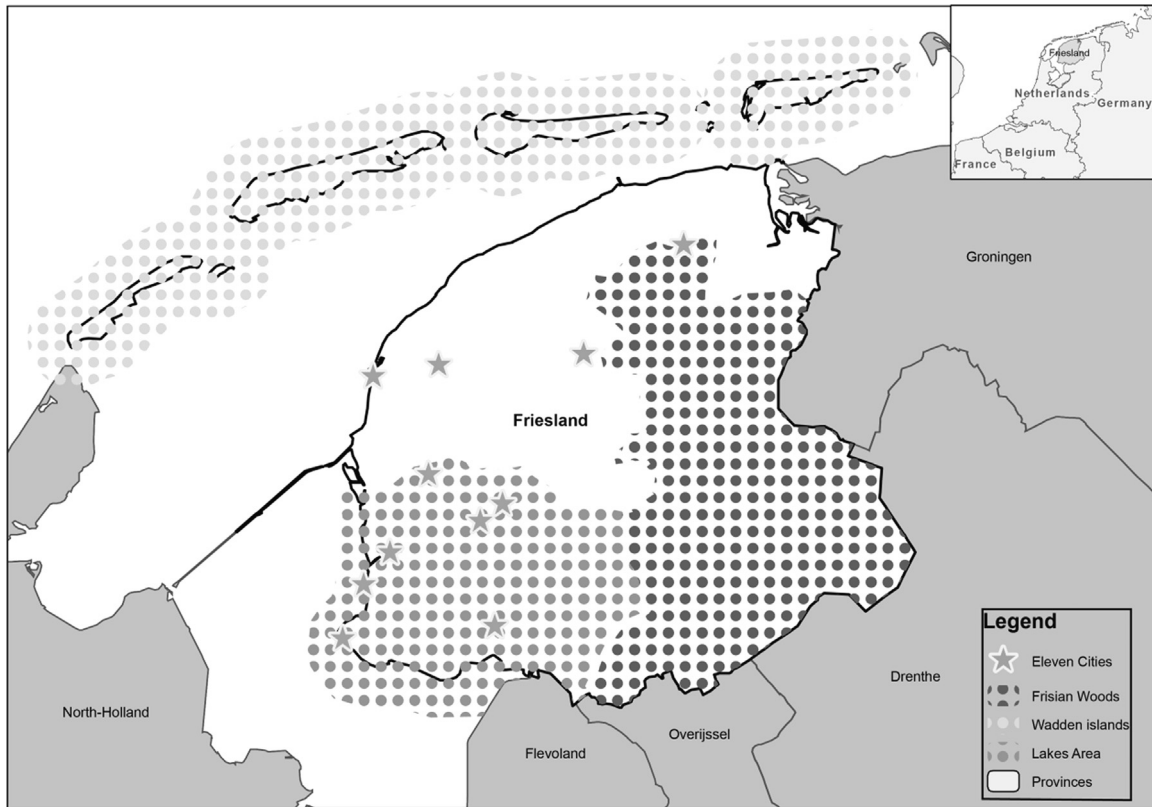 Friesland
Netherlands
Germany
Belgium
France
Groningen
Friesland
Legend
Eleven Cities
Frisian Woods
Wadden islands
Lakes Area
Provinces
Drenthe
North-Holland
Overijssel
Flevoland